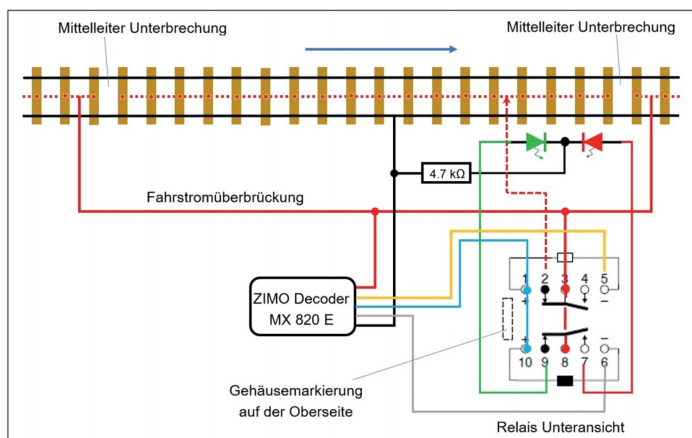 Mittelleiter Unterbrechung
Mittelleiter Unterbrechung
4.7 kΩ
Fahrstromüberbrückung
ZIMO Decoder
MX 820 E
1 2 3 4 5
+ −
+ −
10 9 8 7 6
Gehäusemarkierung
auf der Oberseite
Relais Unteransicht